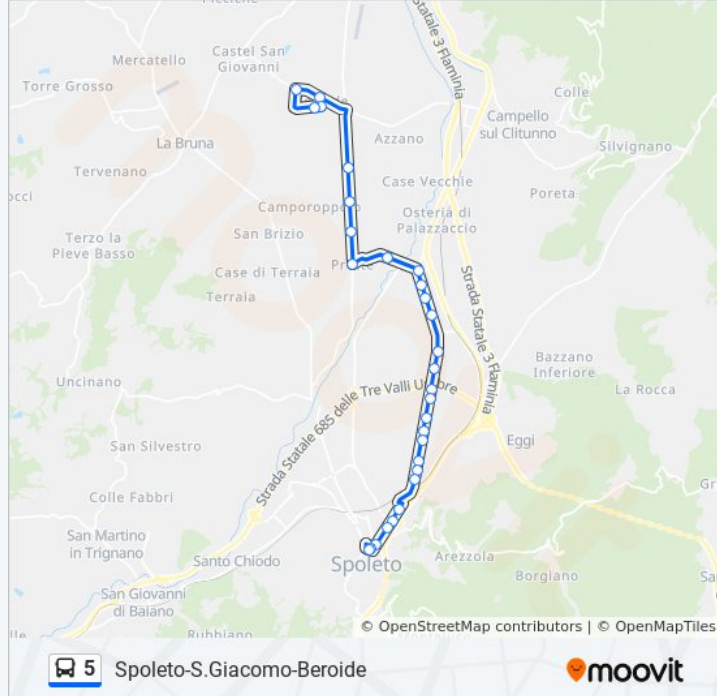 Mercatello
Castel San
Giovanni
Statale 3 Flaminia
Colle
Torre Grosso
Campello
sul Clitunno
La Bruna
Azzano
Silvignano
Tervenano
Case Vecchie
Poreta
Camporoppolo
Osteria di
Palazzaccio
San Brizio
Terzo la
Pieve Basso
Case di Terraia
Terraia
Strada Statale 3 Flaminia
Bazzano
Inferiore
Uncinano
La Rocca
Strada Statale 685 delle Tre Valli Umbre
Eggi
San Silvestro
Colle Fabbri
San Martino
in Trignano
Santo Chiodo
Spoleto
Arezzola
Borgiano
San Giovanni
di Baiano
Rubbiano
© OpenStreetMap contributors | © OpenMapTiles
5 Spoleto-S.Giacomo-Beroide
moovit